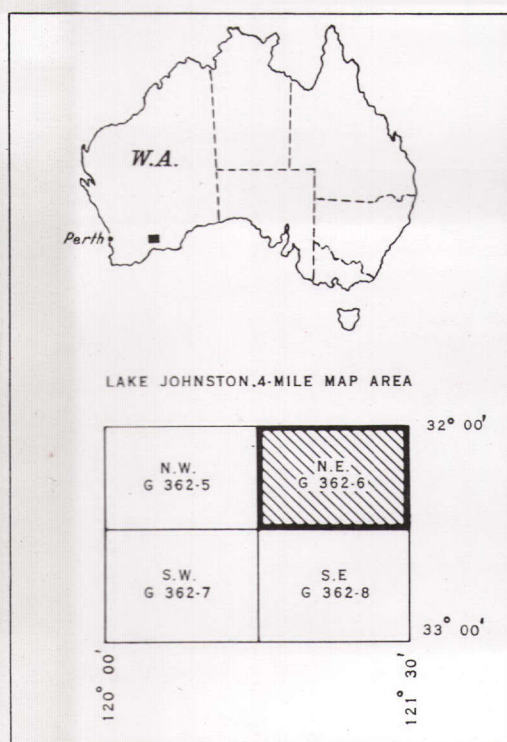 W.A.
Perth
LAKE JOHNSTON.4-MILE MAP AREA
32° 00'
N.W.
G 362-5
N.E.
G 362-6
S.W.
G 362-7
S.E
G 362-8
33° 00'
120° 00'
121° 30'